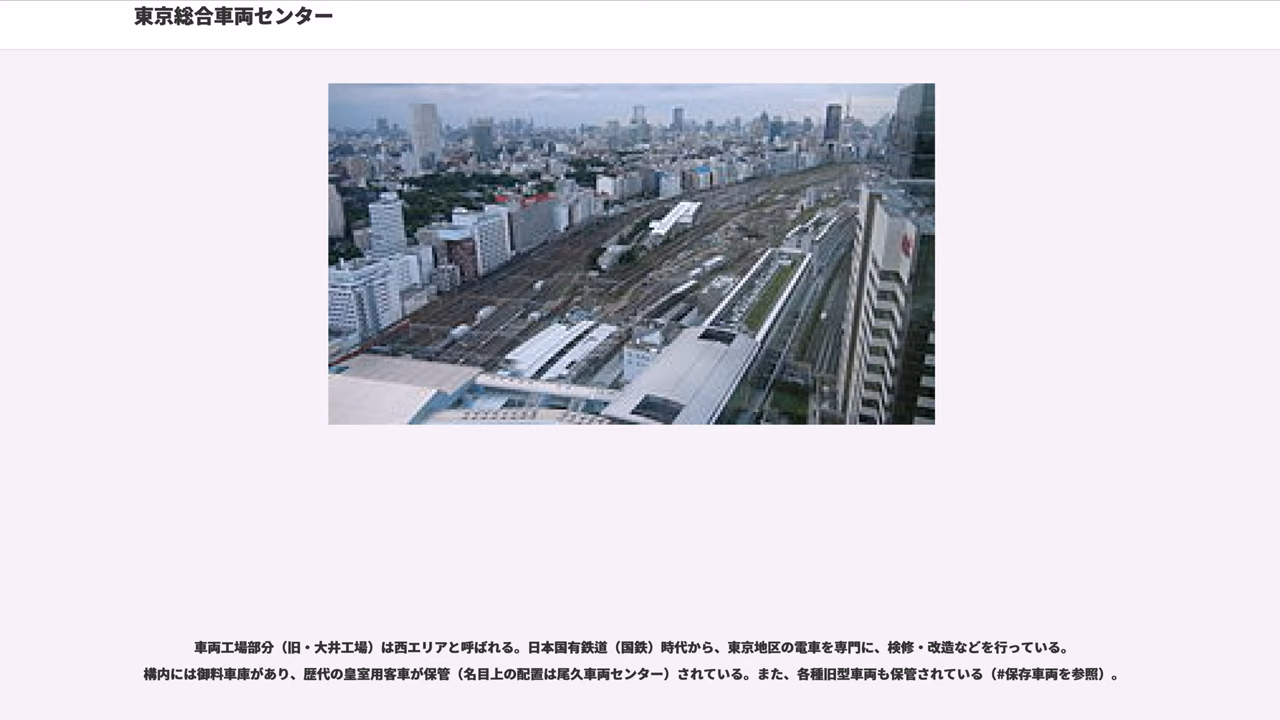 東京総合車両センター
車両工場部分（旧・大井工場）は西エリアと呼ばれる。日本国有鉄道（国鉄）時代から、東京地区の電車を専門に、検修・改造などを行っている。
構内には御料車庫があり、歴代の皇室用客車が保管（名目上の配置は尾久車両センター）されている。また、各種旧型車両も保管されている（#保存車両を参照）。